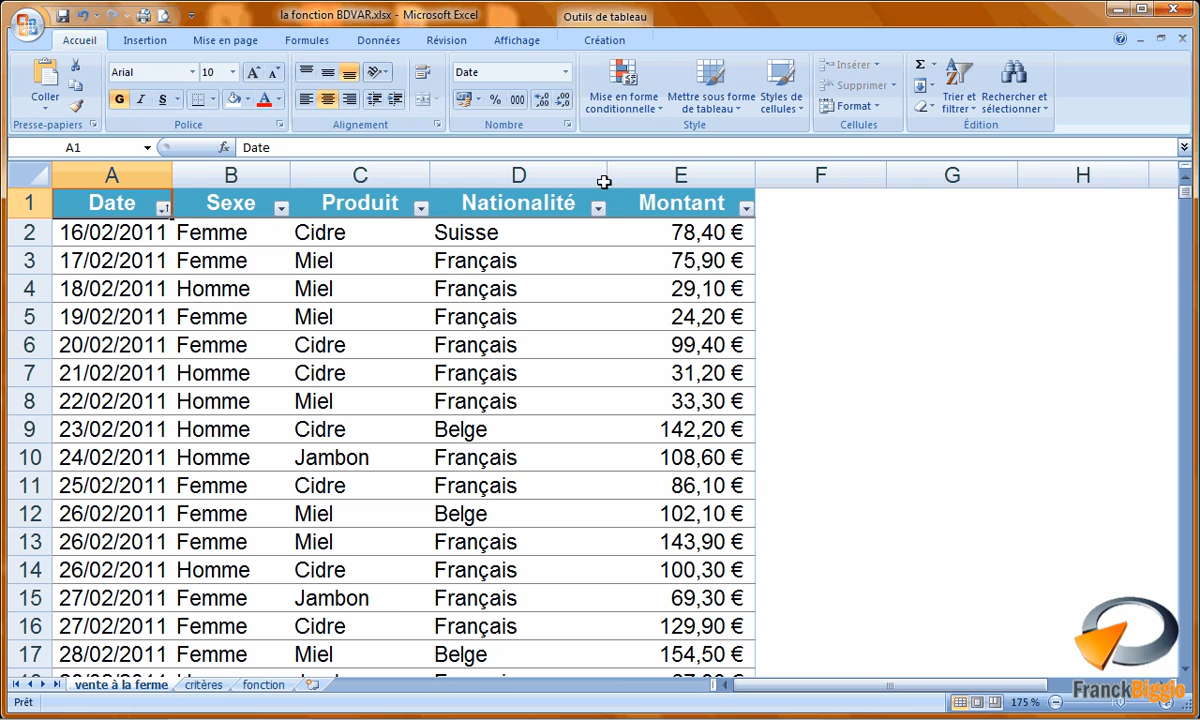 la fonction BDVAR.xlsx - Microsoft Excel
Outils de tableau
Accueil Insertion Mise en page Formules Données Révision Affichage Création
Coller
Presse-papiers
Arial 10
G I S
Police
Alignement
Date
% 000
Nombre
Mise en forme conditionnelle
Mettre sous forme de tableau
Styles de cellules
Style
Insérer
Supprimer
Format
Cellules
Σ
Trier et filtrer
Rechercher et sélectionner
Édition
A1 fx Date
A B C D E F G H
1 Date Sexe Produit Nationalité Montant
2 16/02/2011 Femme Cidre Suisse 78,40 €
3 17/02/2011 Femme Miel Français 75,90 €
4 18/02/2011 Homme Miel Français 29,10 €
5 19/02/2011 Femme Miel Français 24,20 €
6 20/02/2011 Femme Cidre Français 99,40 €
7 21/02/2011 Homme Cidre Français 31,20 €
8 22/02/2011 Homme Miel Français 33,30 €
9 23/02/2011 Homme Cidre Belge 142,20 €
10 24/02/2011 Homme Jambon Français 108,60 €
11 25/02/2011 Femme Cidre Français 86,10 €
12 26/02/2011 Femme Miel Belge 102,10 €
13 26/02/2011 Femme Miel Français 143,90 €
14 26/02/2011 Homme Cidre Français 100,30 €
15 27/02/2011 Femme Jambon Français 69,30 €
16 27/02/2011 Femme Cidre Français 129,90 €
17 28/02/2011 Femme Miel Belge 154,50 €
vente à la ferme critères fonction
FranckBiggio
Prêt 175 %